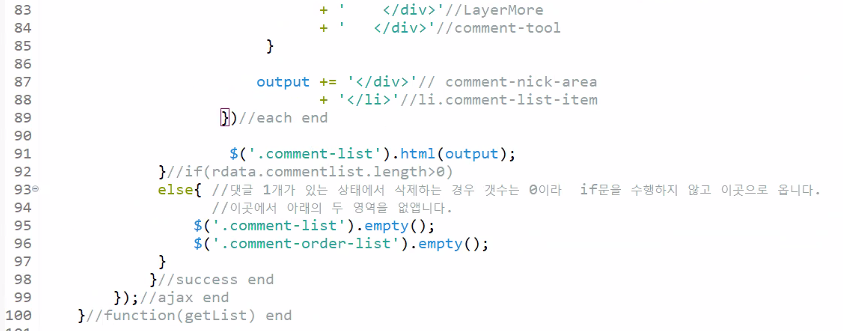 83 + '    </div>'//LayerMore
84 + '   </div>'//comment-tool
85 }
86
87 output += '</div>'// comment-nick-area
88 + '</li>'//li.comment-list-item
89 })//each end
90
91 $('.comment-list').html(output);
92 }//if(rdata.commentlist.length>0)
93 else{ //댓글 1개가 있는 상태에서 삭제하는 경우 갯수는 0이라  if문을 수행하지 않고 이곳으로 옵니다.
94 //이곳에서 아래의 두 영역을 없앱니다.
95 $('.comment-list').empty();
96 $('.comment-order-list').empty();
97 }
98 }//success end
99 });//ajax end
100 }//function(getList) end